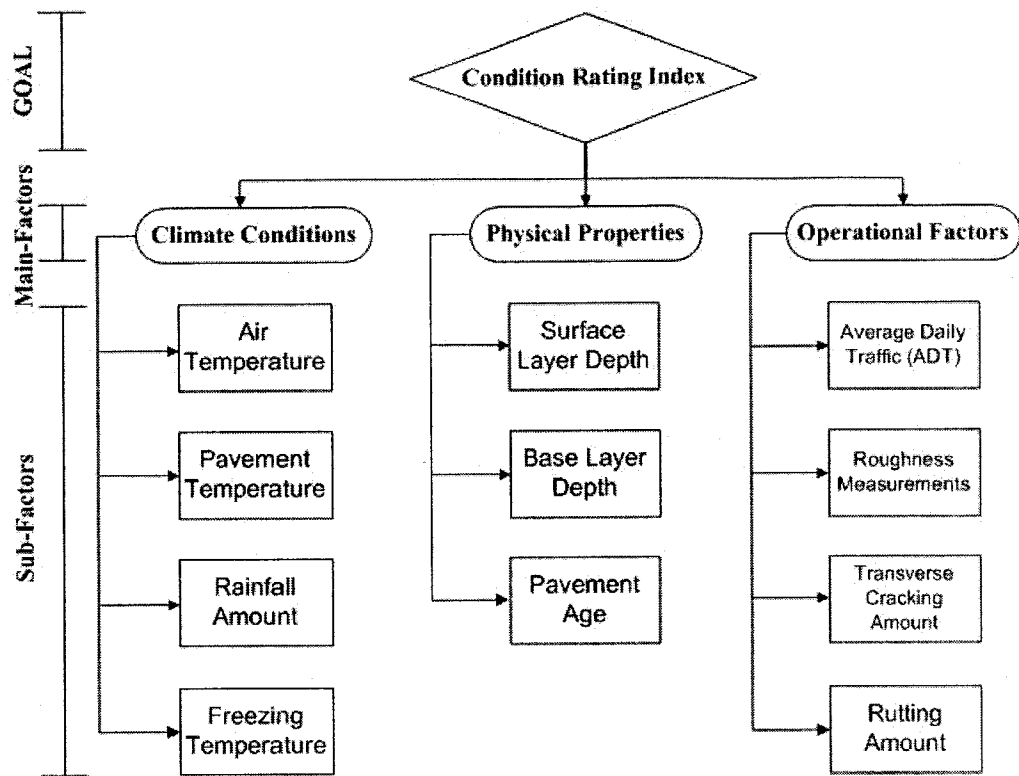 GOAL
Condition Rating Index
Main-Factors
Climate Conditions
Physical Properties
Operational Factors
Sub-Factors
Air
Temperature
Pavement
Temperature
Rainfall
Amount
Freezing
Temperature
Surface
Layer Depth
Base Layer
Depth
Pavement
Age
Average Daily
Traffic (ADT)
Roughness
Measurements
Transverse
Cracking
Amount
Rutting
Amount